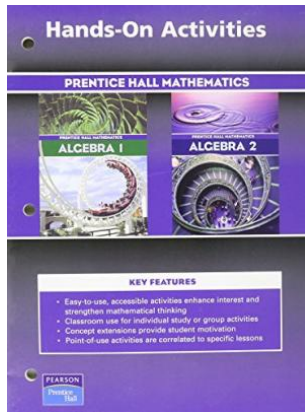 Hands-On Activities
PRENTICE HALL MATHEMATICS
PRENTICE HALL MATHEMATICS
ALGEBRA 1
PRENTICE HALL MATHEMATICS
ALGEBRA 2
KEY FEATURES
• Easy-to-use, accessible activities enhance interest and
strengthen mathematical thinking
• Classroom use for individual study or group activities
• Concept extensions provide student motivation
• Point-of-use activities are correlated to specific lessons
PEARSON
Prentice
Hall